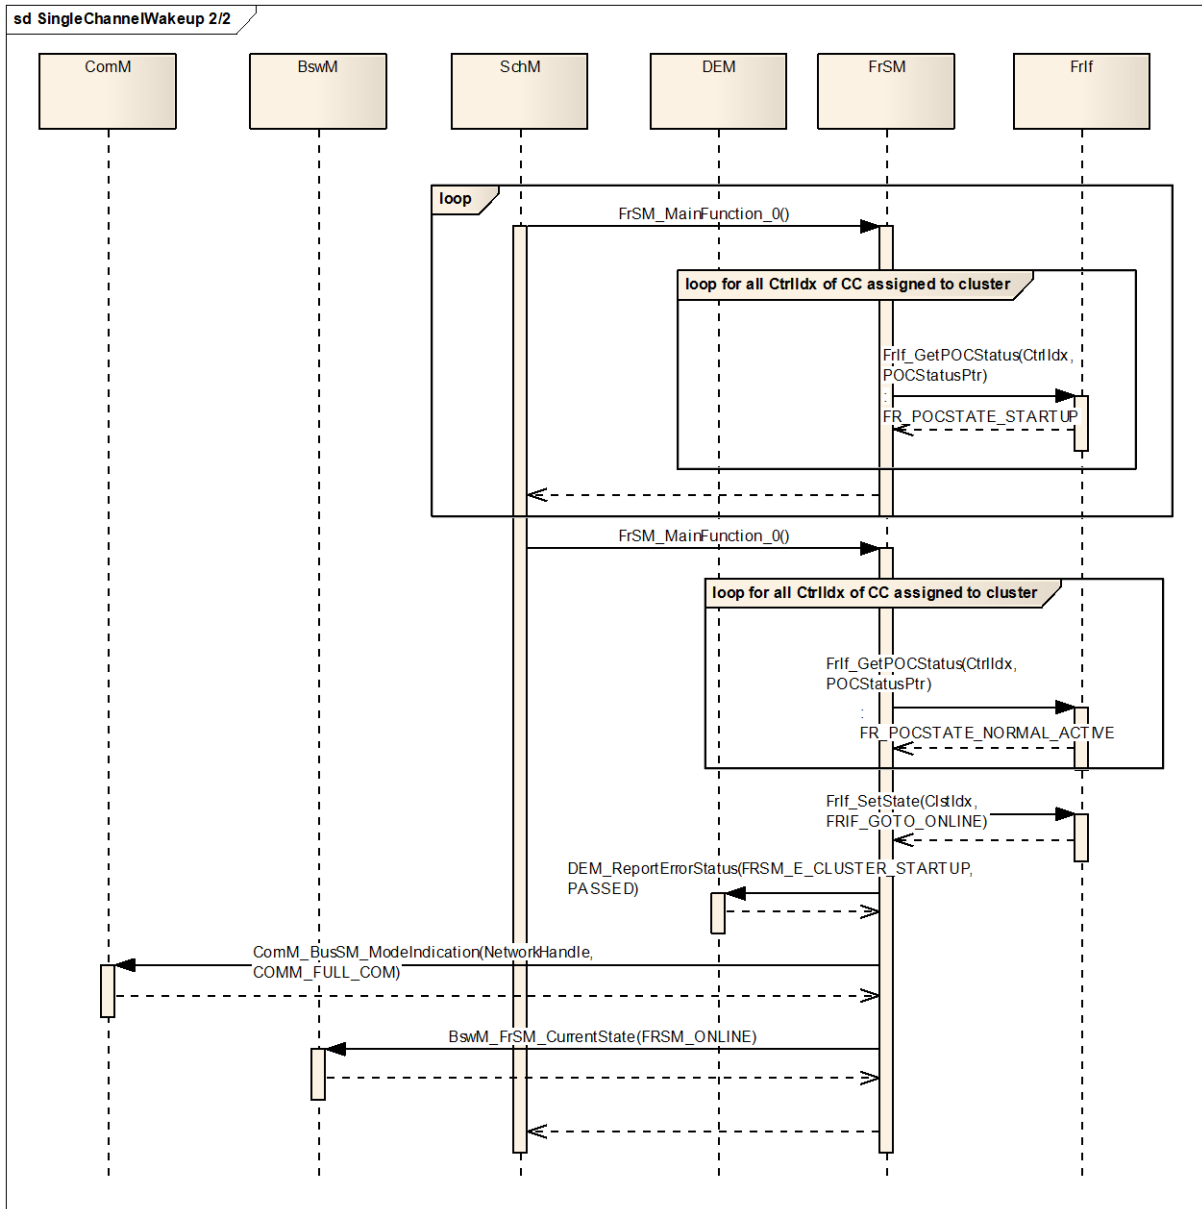 sd SingleChannelWakeup 2/2
ComM
BswM
SchM
DEM
FrSM
FrIf
loop
FrSM_MainFunction_0()
loop for all CtrlIdx of CC assigned to cluster
FrIf_GetPOCStatus(CtrlIdx,
POCStatusPtr)
:
FR_POCSTATE_STARTUP
FrSM_MainFunction_0()
loop for all CtrlIdx of CC assigned to cluster
FrIf_GetPOCStatus(CtrlIdx,
POCStatusPtr)
:
FR_POCSTATE_NORMAL_ACTIVE
FrIf_SetState(ClstIdx,
FRIF_GOTO_ONLINE)
DEM_ReportErrorStatus(FRSM_E_CLUSTER_STARTUP,
PASSED)
ComM_BusSM_ModeIndication(NetworkHandle,
COMM_FULL_COM)
BswM_FrSM_CurrentState(FRSM_ONLINE)